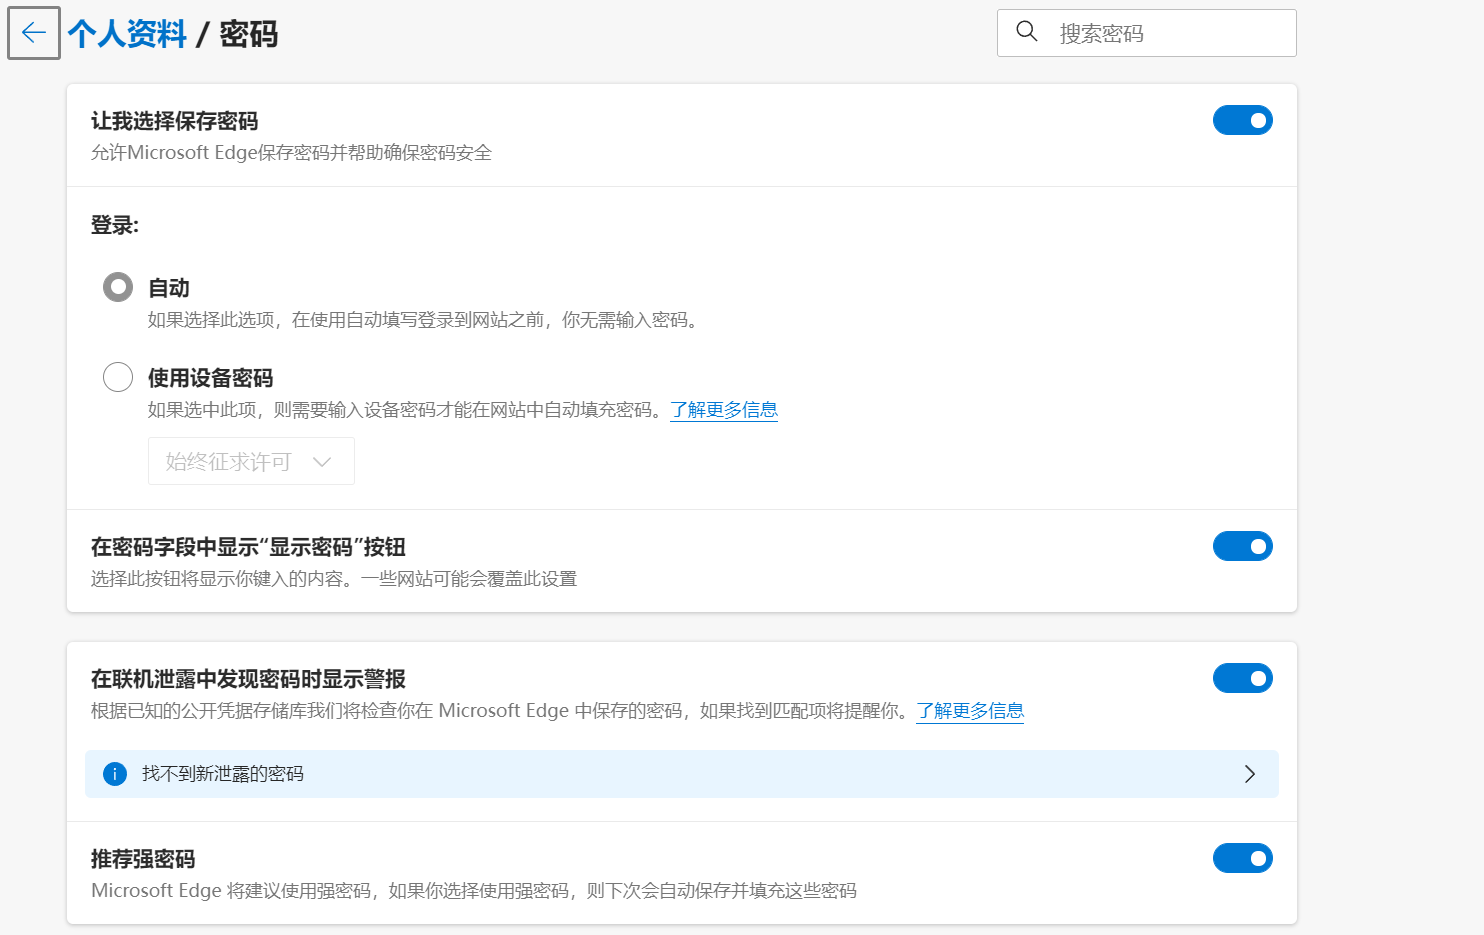 个人资料 / 密码
搜索密码
让我选择保存密码
允许Microsoft Edge保存密码并帮助确保密码安全
登录:
自动
如果选择此选项，在使用自动填写登录到网站之前，你无需输入密码。
使用设备密码
如果选中此项，则需要输入设备密码才能在网站中自动填充密码。了解更多信息
始终征求许可
在密码字段中显示“显示密码”按钮
选择此按钮将显示你键入的内容。一些网站可能会覆盖此设置
在联机泄露中发现密码时显示警报
根据已知的公开凭据存储库我们将检查你在 Microsoft Edge 中保存的密码，如果找到匹配项将提醒你。了解更多信息
找不到新泄露的密码
推荐强密码
Microsoft Edge 将建议使用强密码，如果你选择使用强密码，则下次会自动保存并填充这些密码